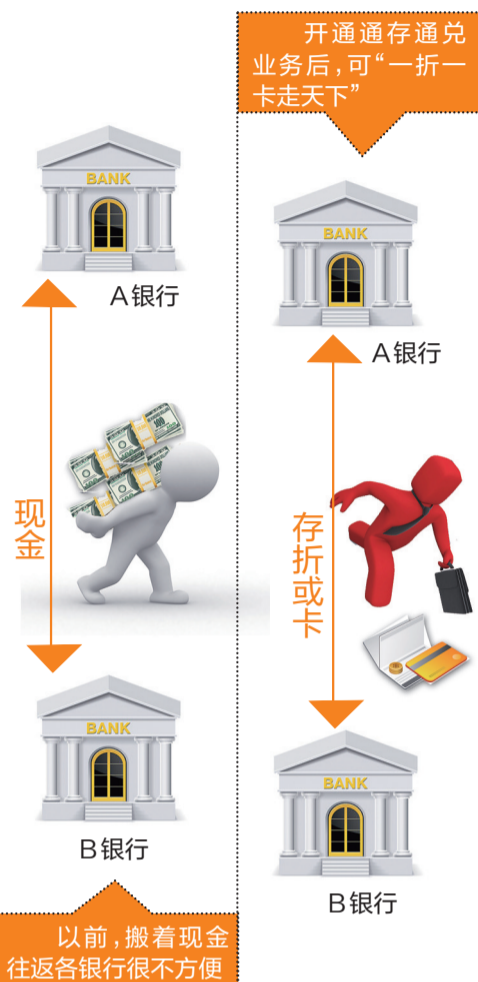 BANK
A银行
现金
BANK
B银行
以前,搬着现金
往返各银行很不方便
开通通存通兑
业务后,可“一折一
卡走天下”
BANK
A银行
存折或卡
BANK
B银行